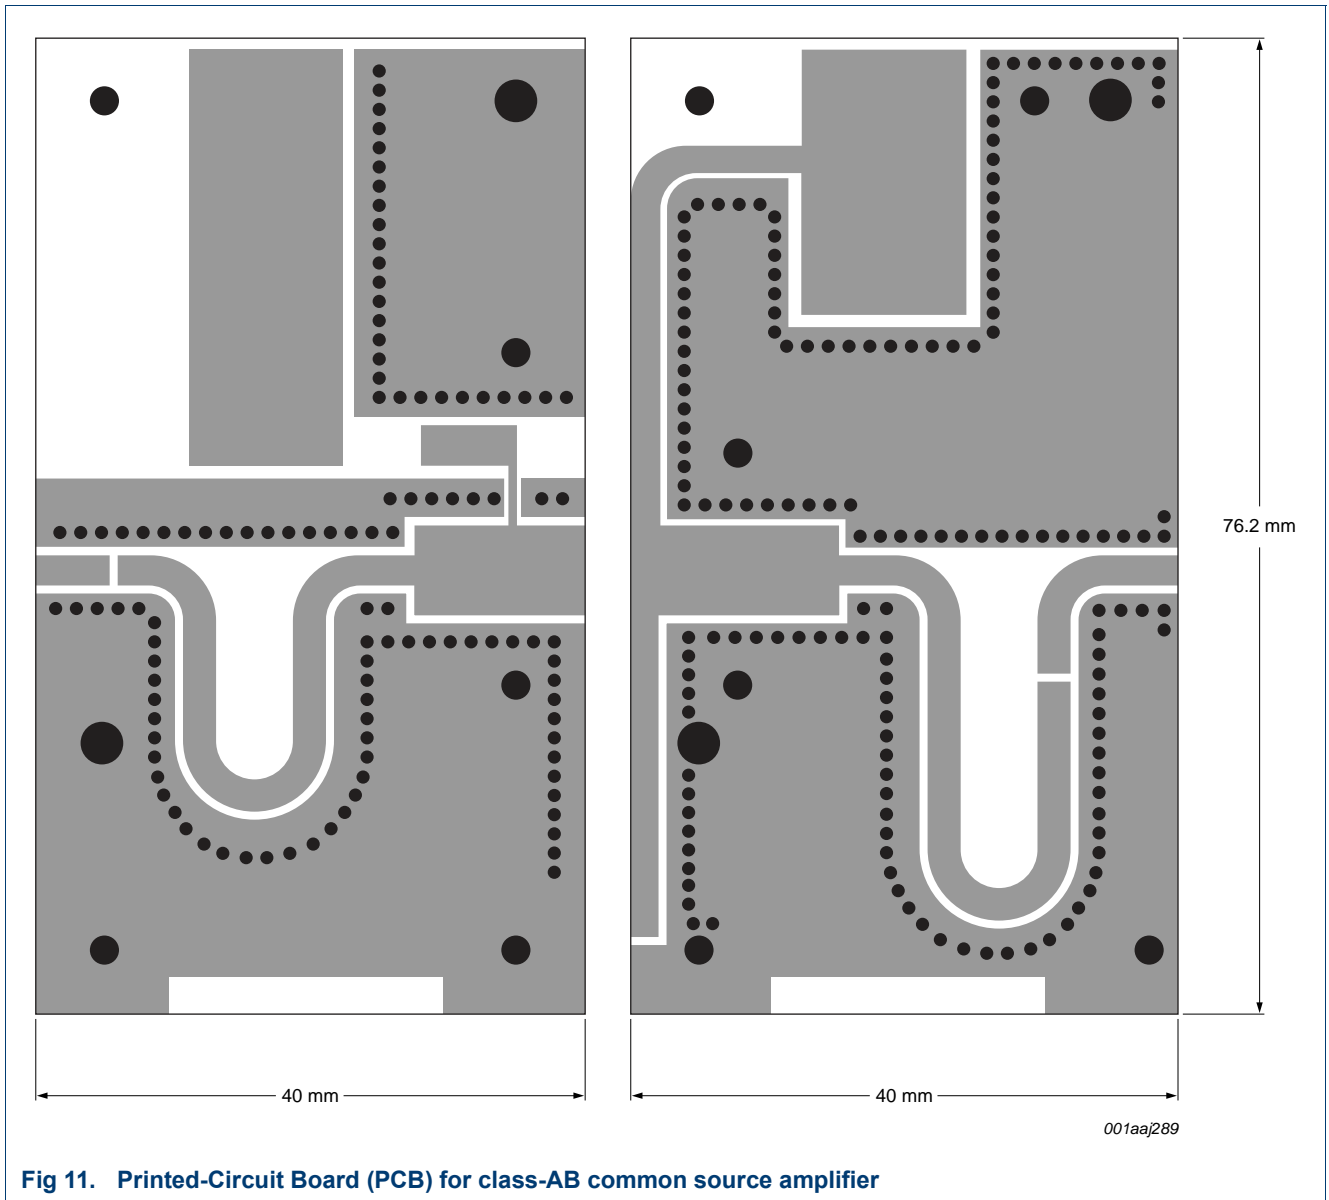 76.2 mm
40 mm
40 mm
001aaj289
Fig 11. Printed-Circuit Board (PCB) for class-AB common source amplifier